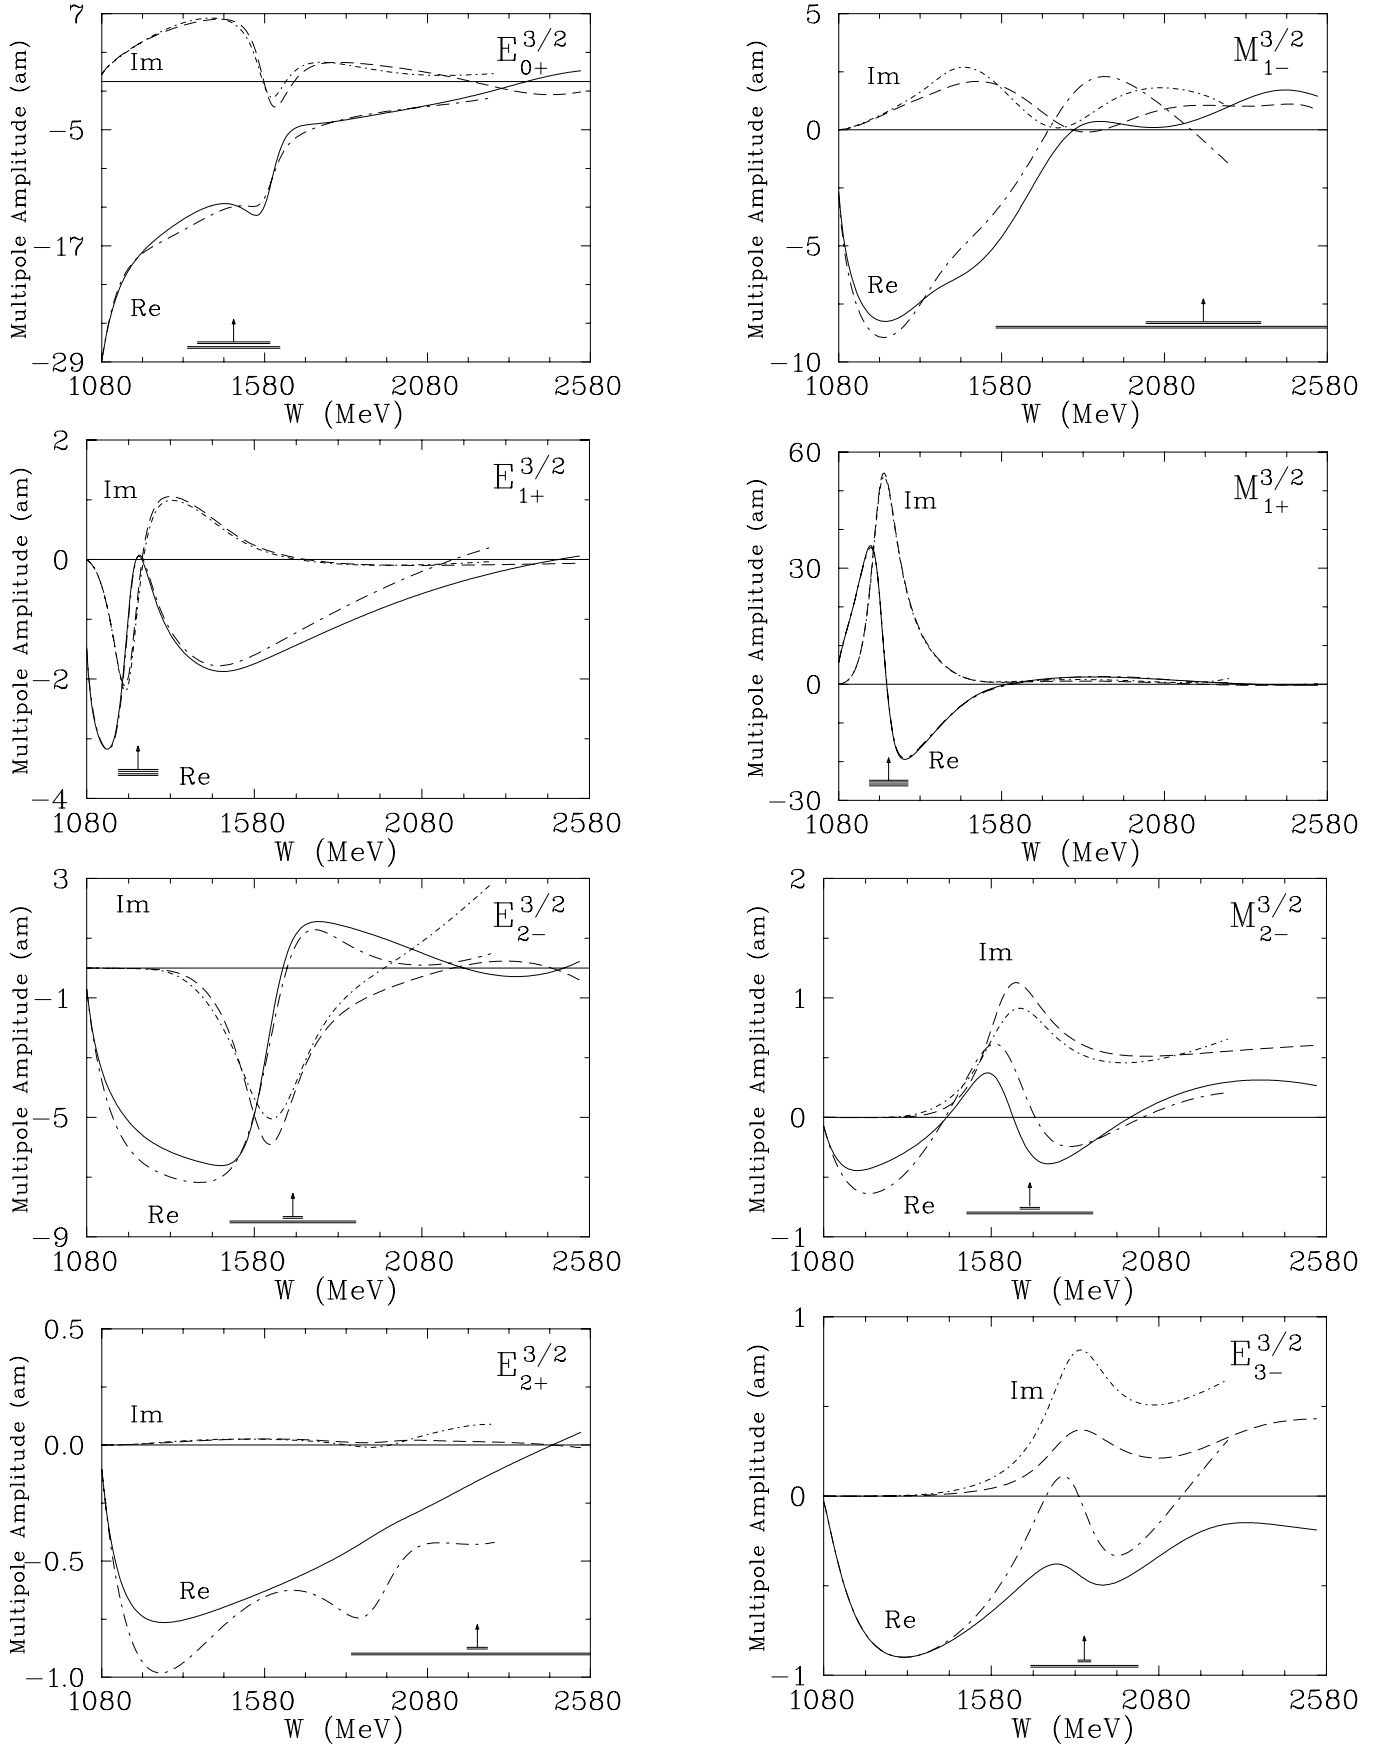 7
−5
−17
−29
1080 1580 2080 2580
W (MeV)
Multipole Amplitude (am)
Im
Re
E 3/2 0+
5
0
−5
−10
1080 1580 2080 2580
W (MeV)
Multipole Amplitude (am)
Im
Re
M 3/2 1−
2
0
−2
−4
1080 1580 2080 2580
W (MeV)
Multipole Amplitude (am)
Im
Re
E 3/2 1+
60
30
0
−30
1080 1580 2080 2580
W (MeV)
Multipole Amplitude (am)
Im
Re
M 3/2 1+
3
−1
−5
−9
1080 1580 2080 2580
W (MeV)
Multipole Amplitude (am)
Im
Re
E 3/2 2−
2
1
0
−1
1080 1580 2080 2580
W (MeV)
Multipole Amplitude (am)
Im
Re
M 3/2 2−
0.5
0.0
−0.5
−1.0
1080 1580 2080 2580
W (MeV)
Multipole Amplitude (am)
Im
Re
E 3/2 2+
1
0
−1
1080 1580 2080 2580
W (MeV)
Multipole Amplitude (am)
Im
Re
E 3/2 3−